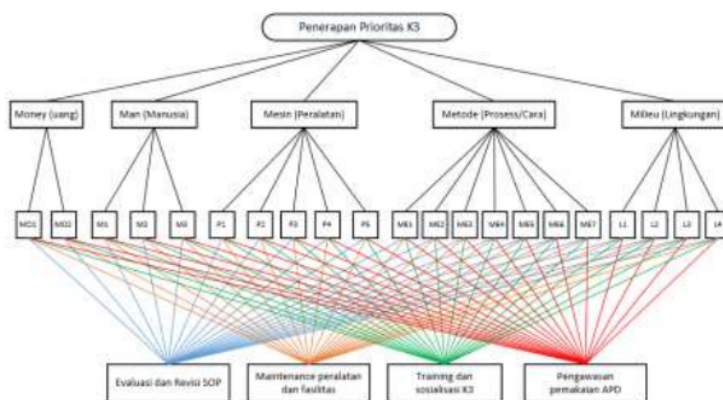 Penerapan Prioritas K3
Money (uang)
Man (Manusia)
Mesin (Peralatan)
Metode (Prosess/Cara)
Milieu (Lingkungan)
MO1
MO2
M1
M2
M3
P1
P2
P3
P4
P5
ME1
ME2
ME3
ME4
ME5
ME6
ME7
L1
L2
L3
L4
Evaluasi dan Revisi SOP
Maintenance peralatan
dan fasilitas
Training dan
sosialisasi K3
Pengawasan
pemakaian APD